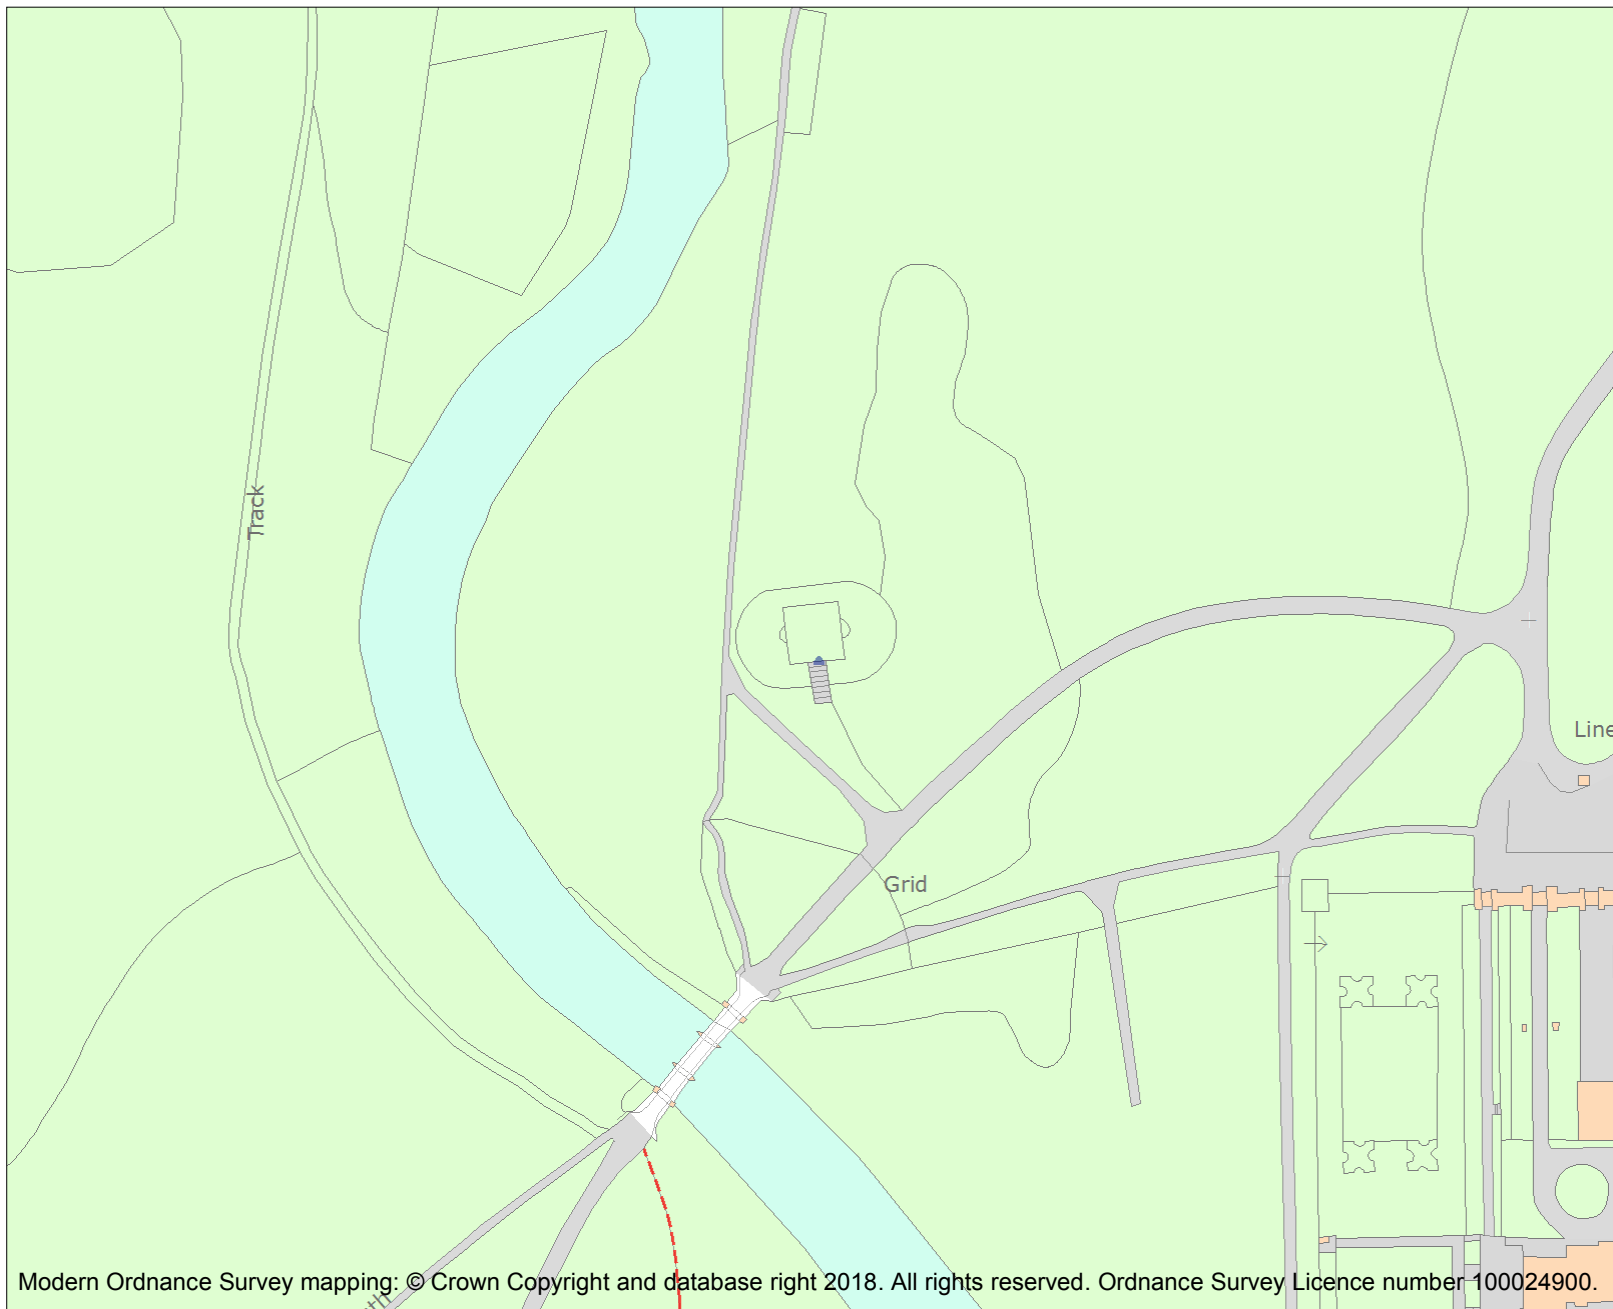 Track
Line
Grid
th
Modern Ordnance Survey mapping: © Crown Copyright and database right 2018. All rights reserved. Ordnance Survey Licence number 100024900.